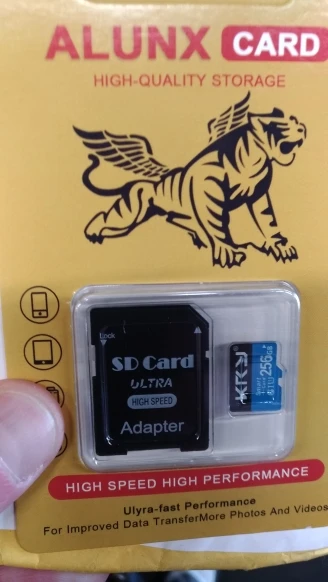 ALUNX CARD
HIGH-QUALITY STORAGE
Lock
SD Card
ULTRA
HIGH SPEED
Adapter
256GB
HIGH SPEED HIGH PERFORMANCE
Ulyra-fast Performance
For Improved Data TransferMore Photos And Videos